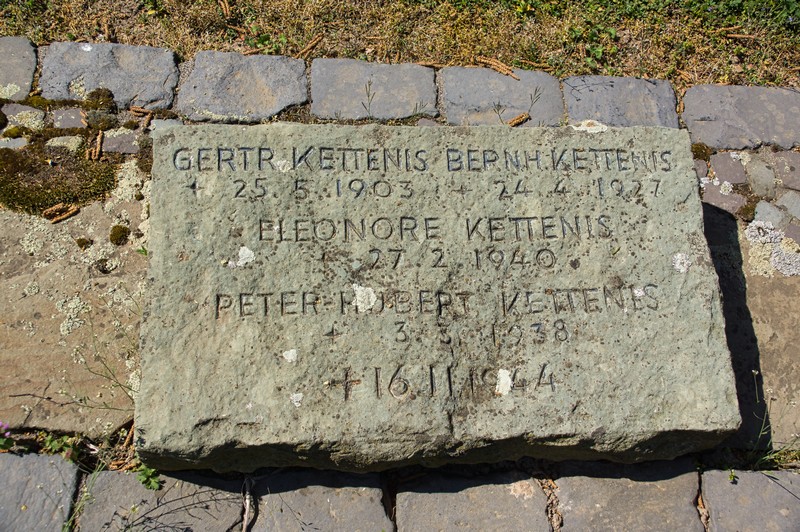 GERTR. KETTENIS BERNH. KETTENIS
+ 25 5 1903 + 24 4 1927
ELEONORE KETTENIS
+ 27 2 1940
PETER-HUBERT KETTENIS
+ 3. 3. 1938
+ 16 11 1944